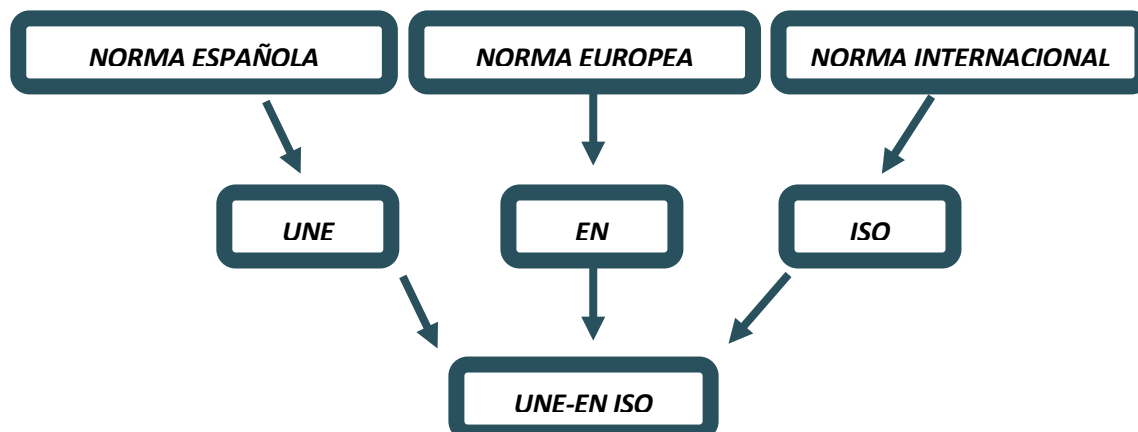 NORMA ESPAÑOLA
NORMA EUROPEA
NORMA INTERNACIONAL
UNE
EN
ISO
UNE-EN ISO